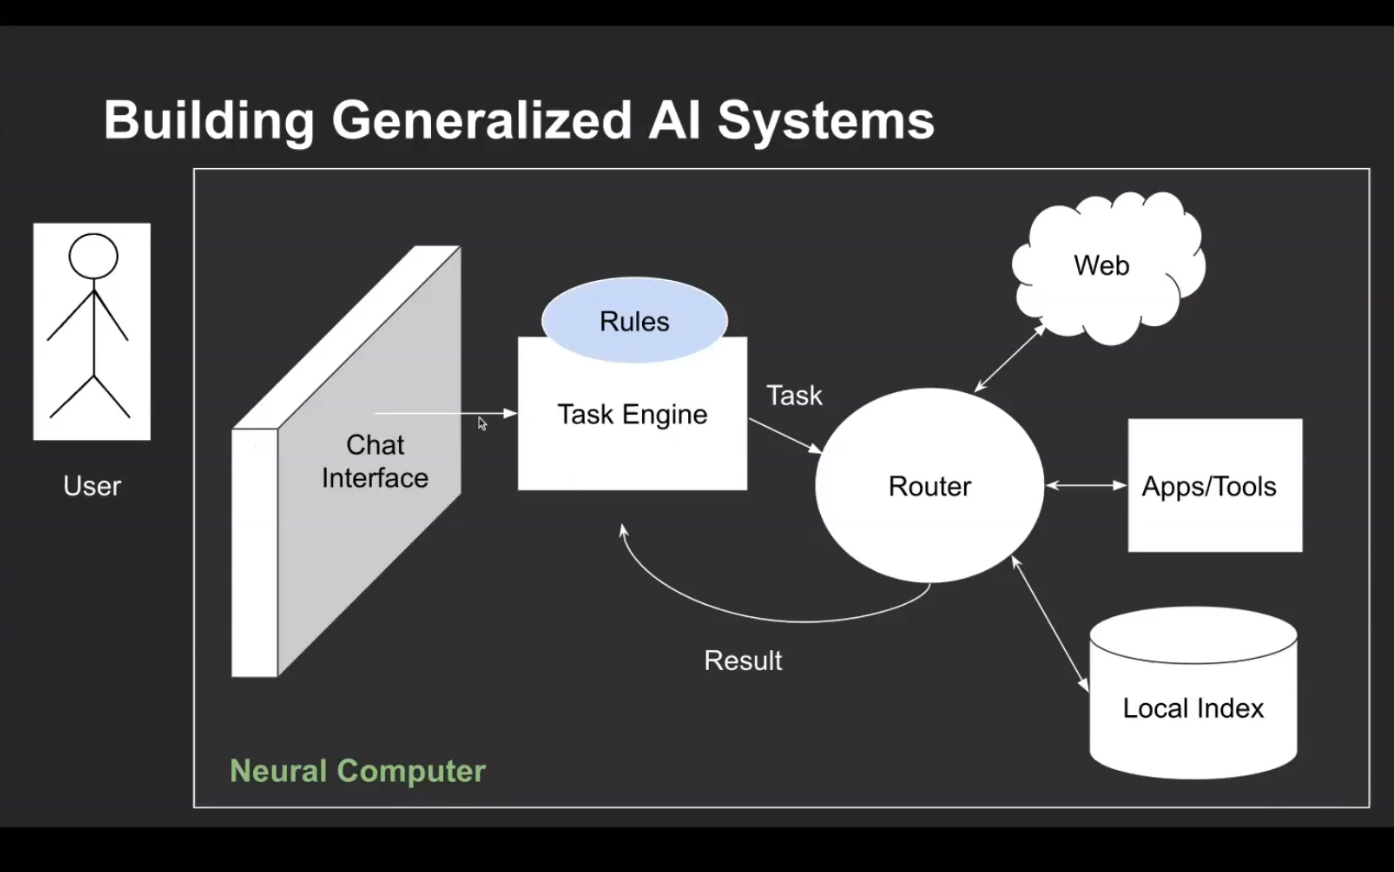 Building Generalized AI Systems
User
Chat
Interface
Rules
Task Engine
Task
Router
Web
Apps/Tools
Local Index
Result
Neural Computer